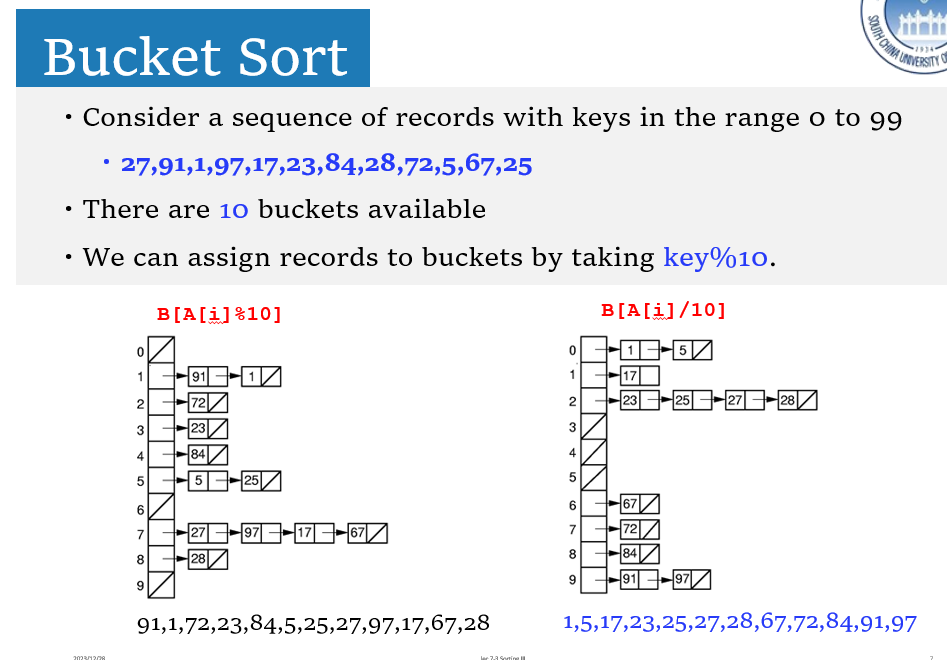 Bucket Sort
SOUTH CHINA UNIVERSITY OF
1934
• Consider a sequence of records with keys in the range 0 to 99
• 27,91,1,97,17,23,84,28,72,5,67,25
• There are 10 buckets available
• We can assign records to buckets by taking key%10.
B[A[i]%10]
0
1 91 1
2 72
3 23
4 84
5 5 25
6
7 27 97 17 67
8 28
9
91,1,72,23,84,5,25,27,97,17,67,28
B[A[i]/10]
0 1 5
1 17
2 23 25 27 28
3
4
5
6 67
7 72
8 84
9 91 97
1,5,17,23,25,27,28,67,72,84,91,97
2023/12/28